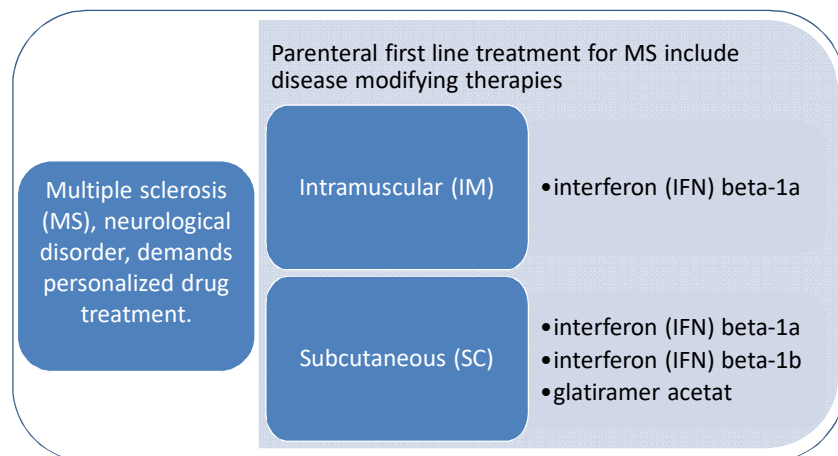 Parenteral first line treatment for MS include
disease modifying therapies
Multiple sclerosis
(MS), neurological
disorder, demands
personalized drug
treatment.
Intramuscular (IM)
•interferon (IFN) beta-1a
Subcutaneous (SC)
•interferon (IFN) beta-1a
•interferon (IFN) beta-1b
•glatiramer acetat